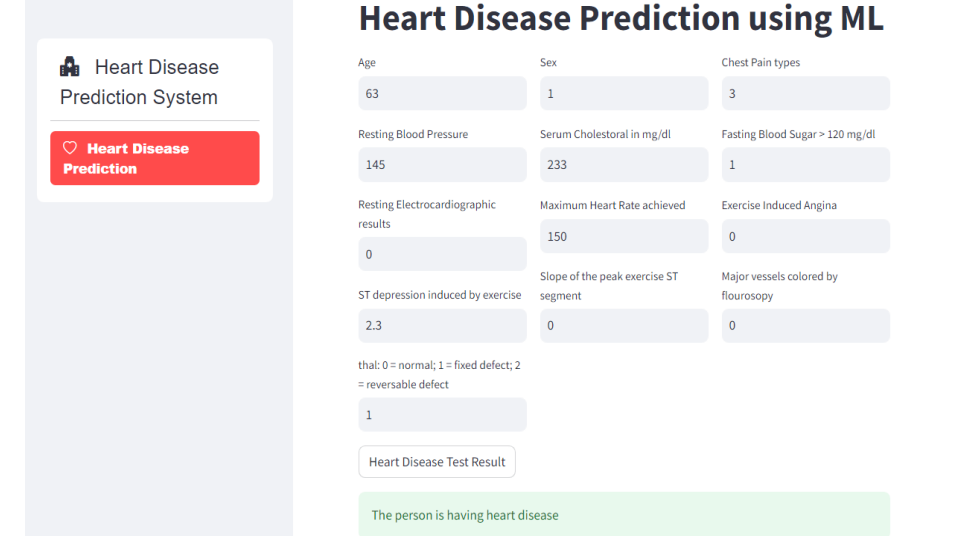 Heart Disease
Prediction System
Heart Disease
Prediction
Heart Disease Prediction using ML
Age
63
Sex
1
Chest Pain types
3
Resting Blood Pressure
145
Serum Cholestoral in mg/dl
233
Fasting Blood Sugar > 120 mg/dl
1
Resting Electrocardiographic
results
0
Maximum Heart Rate achieved
150
Exercise Induced Angina
0
ST depression induced by exercise
2.3
Slope of the peak exercise ST
segment
0
Major vessels colored by
flourosopy
0
thal: 0 = normal; 1 = fixed defect; 2
= reversable defect
1
Heart Disease Test Result
The person is having heart disease